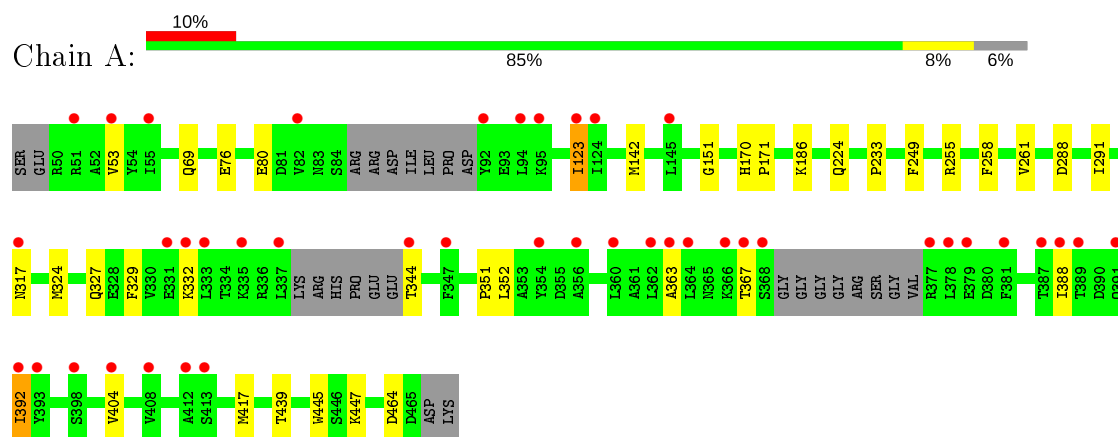 10%
Chain A:
85%
8%
6%
SER GLU R50 R51 A52 V53 Y54 I55 Q69 E76 E80 D81 V82 N83 S84 ARG ARG ASP ILE LEU PRO ASP Y92 E93 L94 K95 I123 I124 M142 L145 G151 H170 P171 K186 Q224 P233 F249 R255 F258 V261 D288 I291
N317 M324 Q327 E328 F329 V330 E331 K332 L333 T334 K335 R336 L337 LYS ARG HIS PRO GLU GLU T344 F347 P351 L352 A353 Y354 D355 A356 L360 A361 L362 A363 L364 N365 K366 T367 S368 GLY GLY GLY GLY ARG SER GLY VAL R377 L378 E379 D380 F381 T387 I388 T389 D390
I392 Y393 S398 V404 V408 A412 S413 M417 T439 W445 S446 K447 D464 D465 ASP LYS